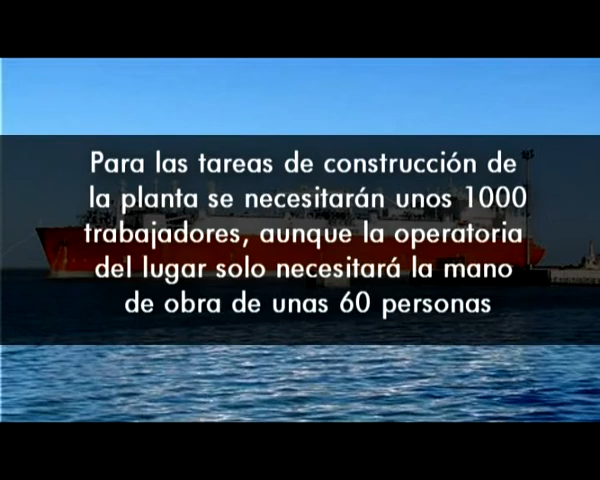 Para las tareas de construcción de
la planta se necesitarán unos 1000
trabajadores, aunque la operatoria
del lugar solo necesitará la mano
de obra de unas 60 personas